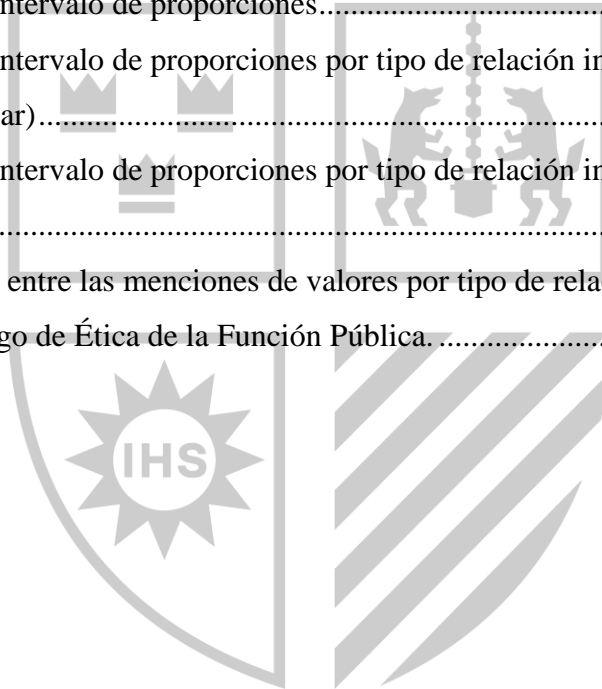 ntervalo de proporciones....................................
ntervalo de proporciones por tipo de relación in
ar)........................................................................
ntervalo de proporciones por tipo de relación in
.............................................................................
entre las menciones de valores por tipo de rela
go de Ética de la Función Pública. ....................
IHS